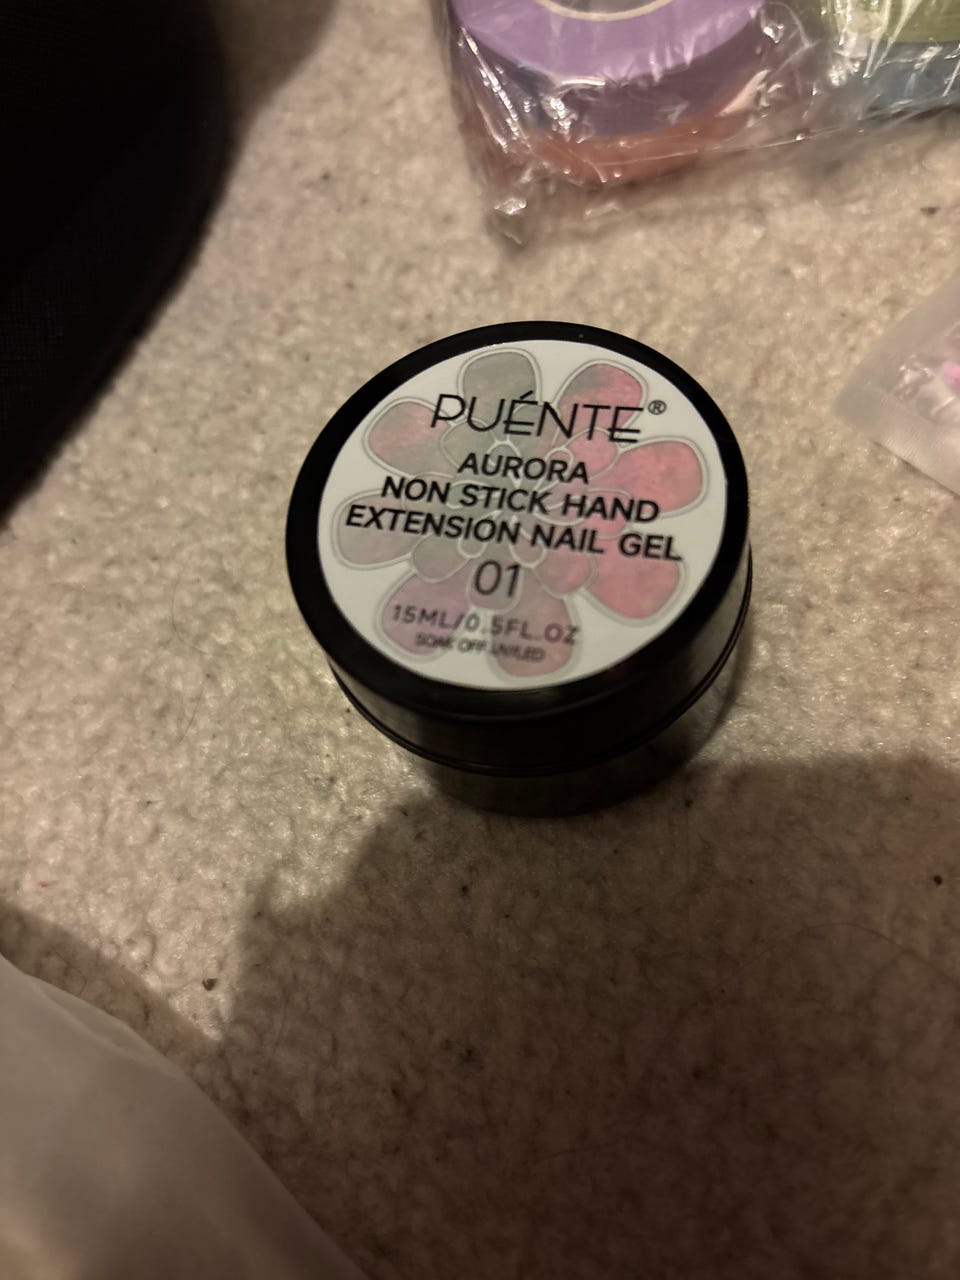 PUÉNTE®
AURORA
NON STICK HAND
EXTENSION NAIL GEL
01
15ML/0.5FL.OZ
SOAK OFF UV/LED